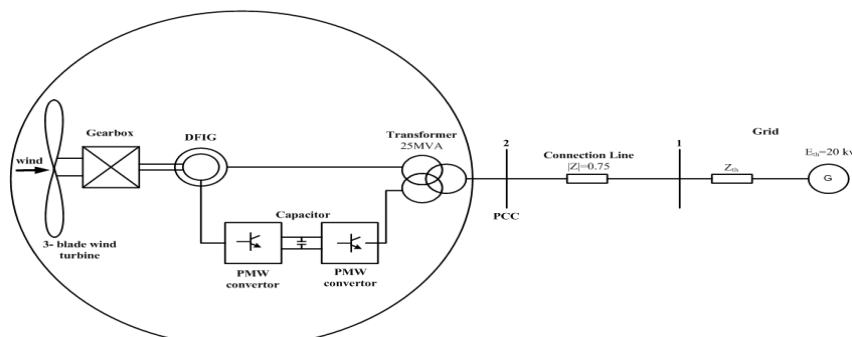 Grid
Gearbox
DFIG
Transformer
25MVA
2
1
Connection Line
|Z|=0.75
Eth=20 kv
Zth
wind
G
PCC
Capacitor
3- blade wind
turbine
PMW
convertor
PMW
convertor